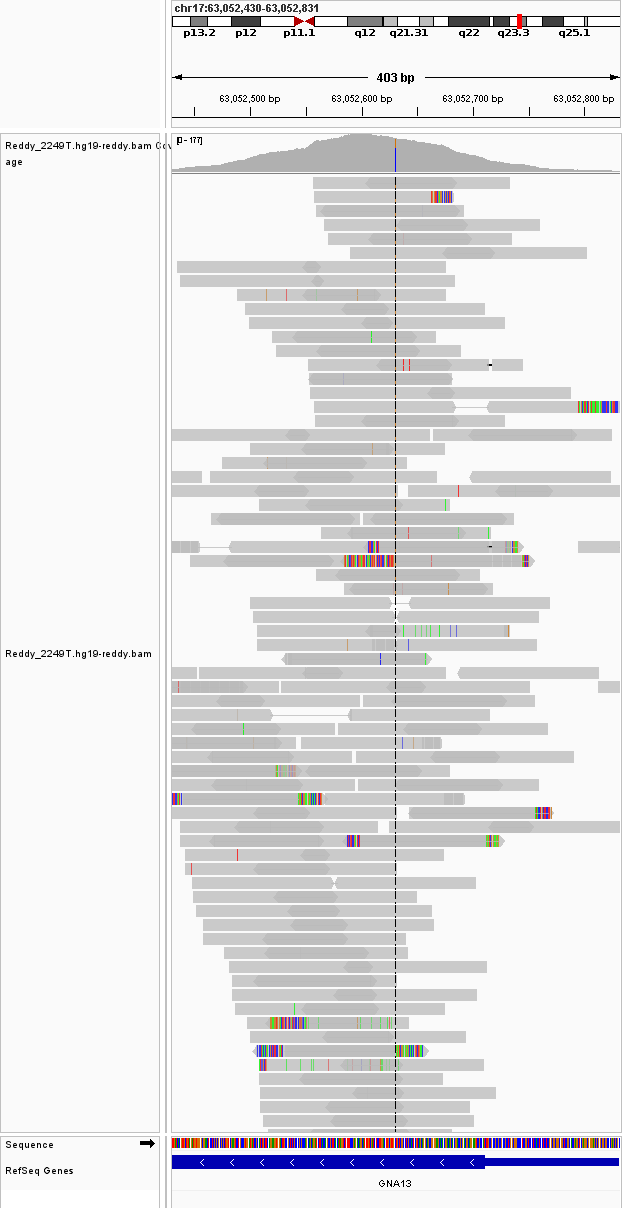 chr17:63,052,430-63,052,831
p13.2 p12 p11.1 q12 q21.31 q22 q23.3 q25.1
403 bp
63,052,500 bp 63,052,600 bp 63,052,700 bp 63,052,800 bp
Reddy_2249T.hg19-reddy.bam Cov
age
[0 - 177]
Reddy_2249T.hg19-reddy.bam
Sequence
RefSeq Genes
GNA13